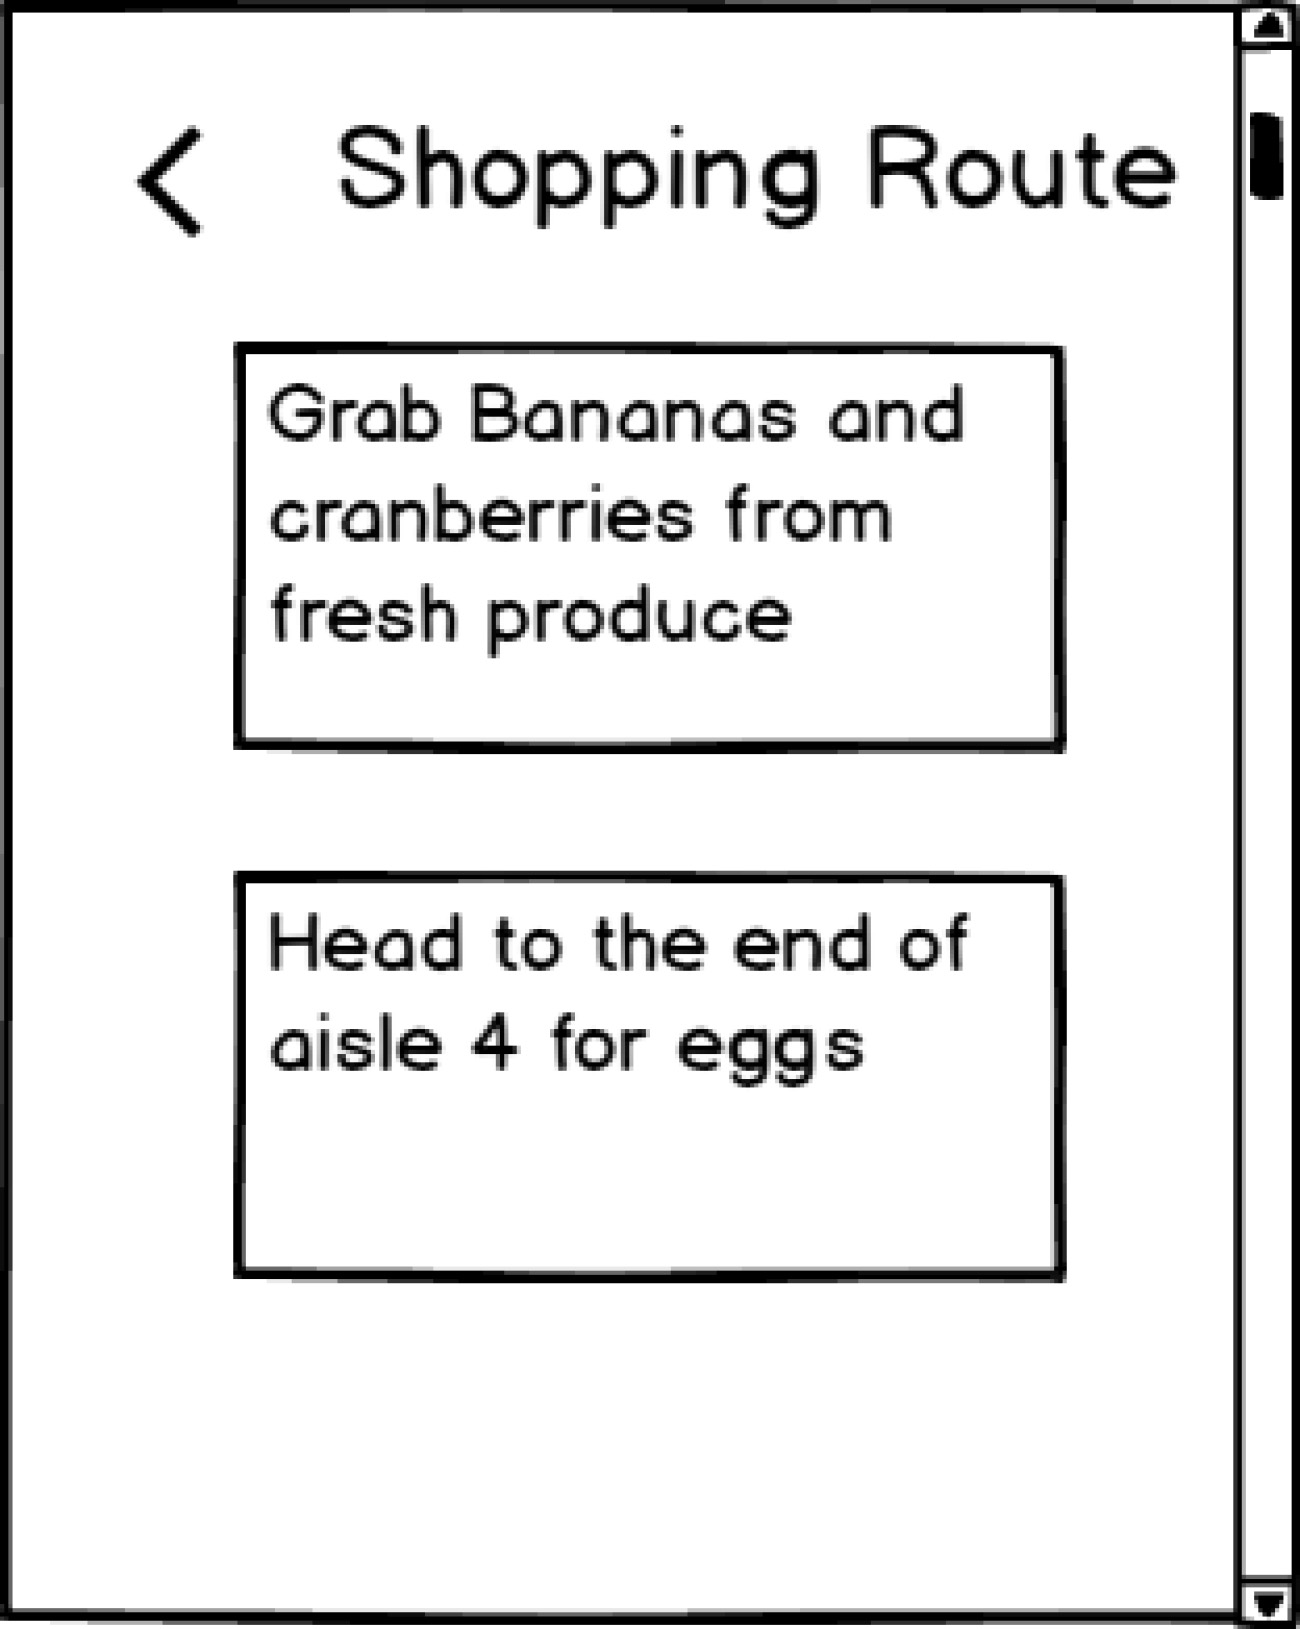 Shopping Route
Grab Bananas and
cranberries from
fresh produce
Head to the end of
aisle 4 for eggs